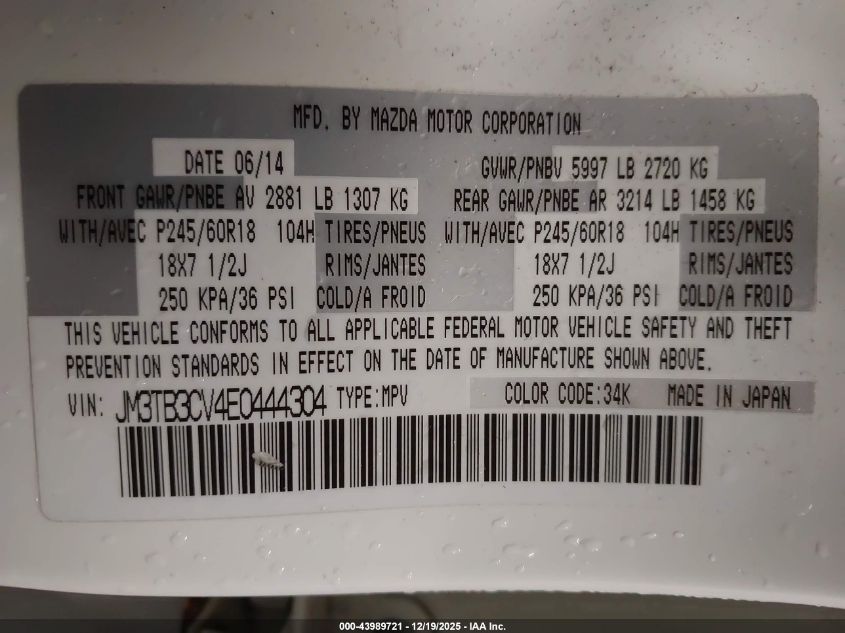 MFD. BY MAZDA MOTOR CORPORATION
DATE 06/14 GVWR/PNBV 5997 LB 2720 KG
FRONT GAWR/PNBE AV 2881 LB 1307 KG REAR GAWR/PNBE AR 3214 LB 1458 KG
WITH/AVEC P245/60R18 104H TIRES/PNEUS WITH/AVEC P245/60R18 104H TIRES/PNEUS
18X7 1/2J RIMS/JANTES 18X7 1/2J RIMS/JANTES
250 KPA/36 PSI COLD/A FROID 250 KPA/36 PSI COLD/A FROID
THIS VEHICLE CONFORMS TO ALL APPLICABLE FEDERAL MOTOR VEHICLE SAFETY AND THEFT
PREVENTION STANDARDS IN EFFECT ON THE DATE OF MANUFACTURE SHOWN ABOVE.
VIN: JM3TB3CV4E0444304 TYPE:MPV COLOR CODE:34K MADE IN JAPAN
000-43989721 - 12/19/2025 - IAA Inc.